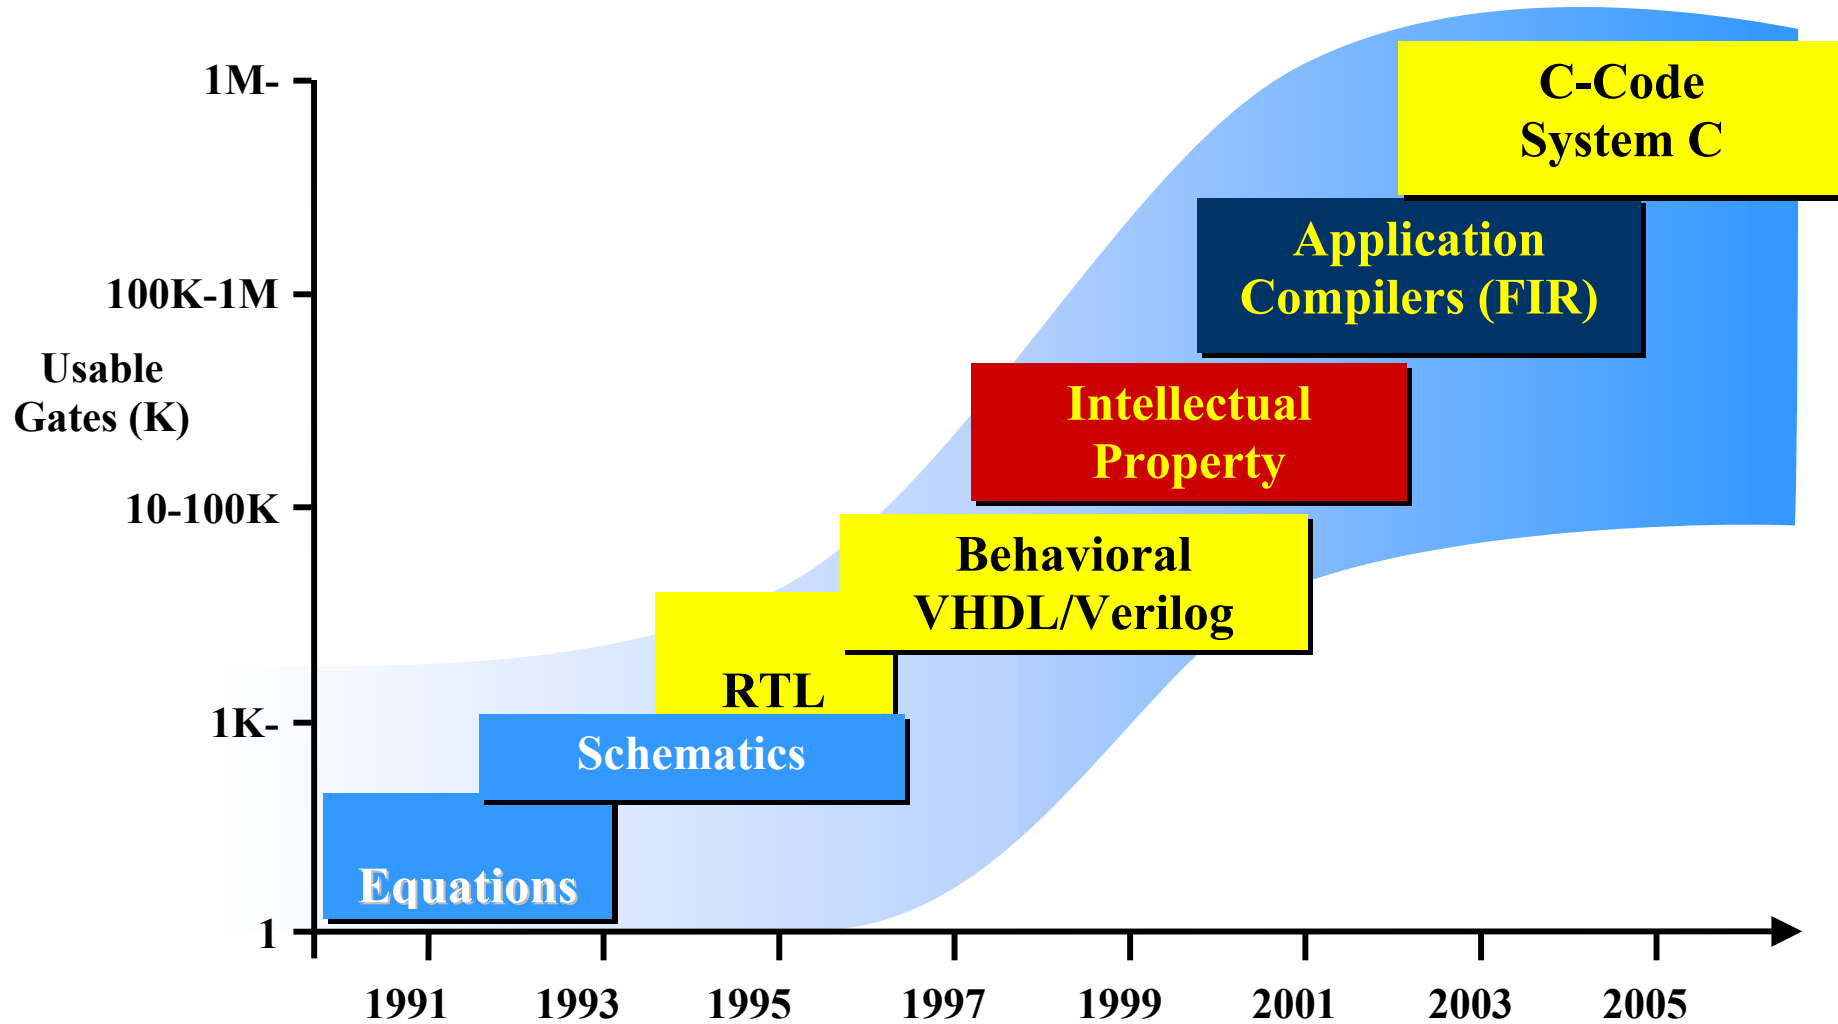 1M-
100K-1M
Usable
Gates (K)
10-100K
1K-
1
C-Code
System C
Application
Compilers (FIR)
Intellectual
Property
Behavioral
VHDL/Verilog
RTL
Schematics
Equations
1991 1993 1995 1997 1999 2001 2003 2005